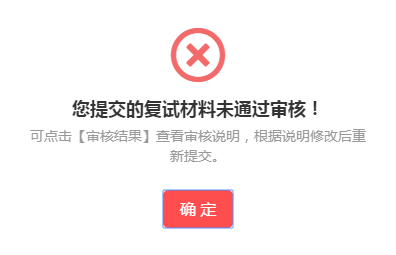 您提交的复试材料未通过审核！
可点击【审核结果】查看审核说明，根据说明修改后重
新提交。
确 定